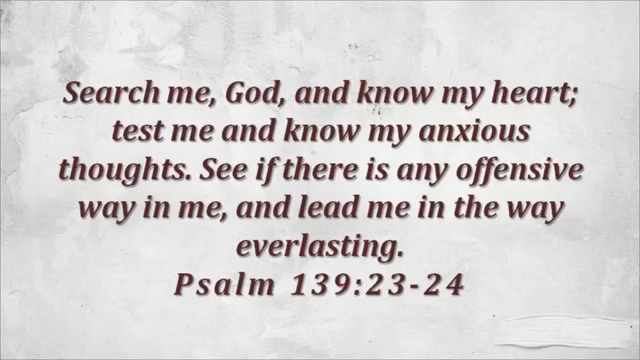 Search me, God, and know my heart;
test me and know my anxious
thoughts. See if there is any offensive
way in me, and lead me in the way
everlasting.
Psalm 139:23-24